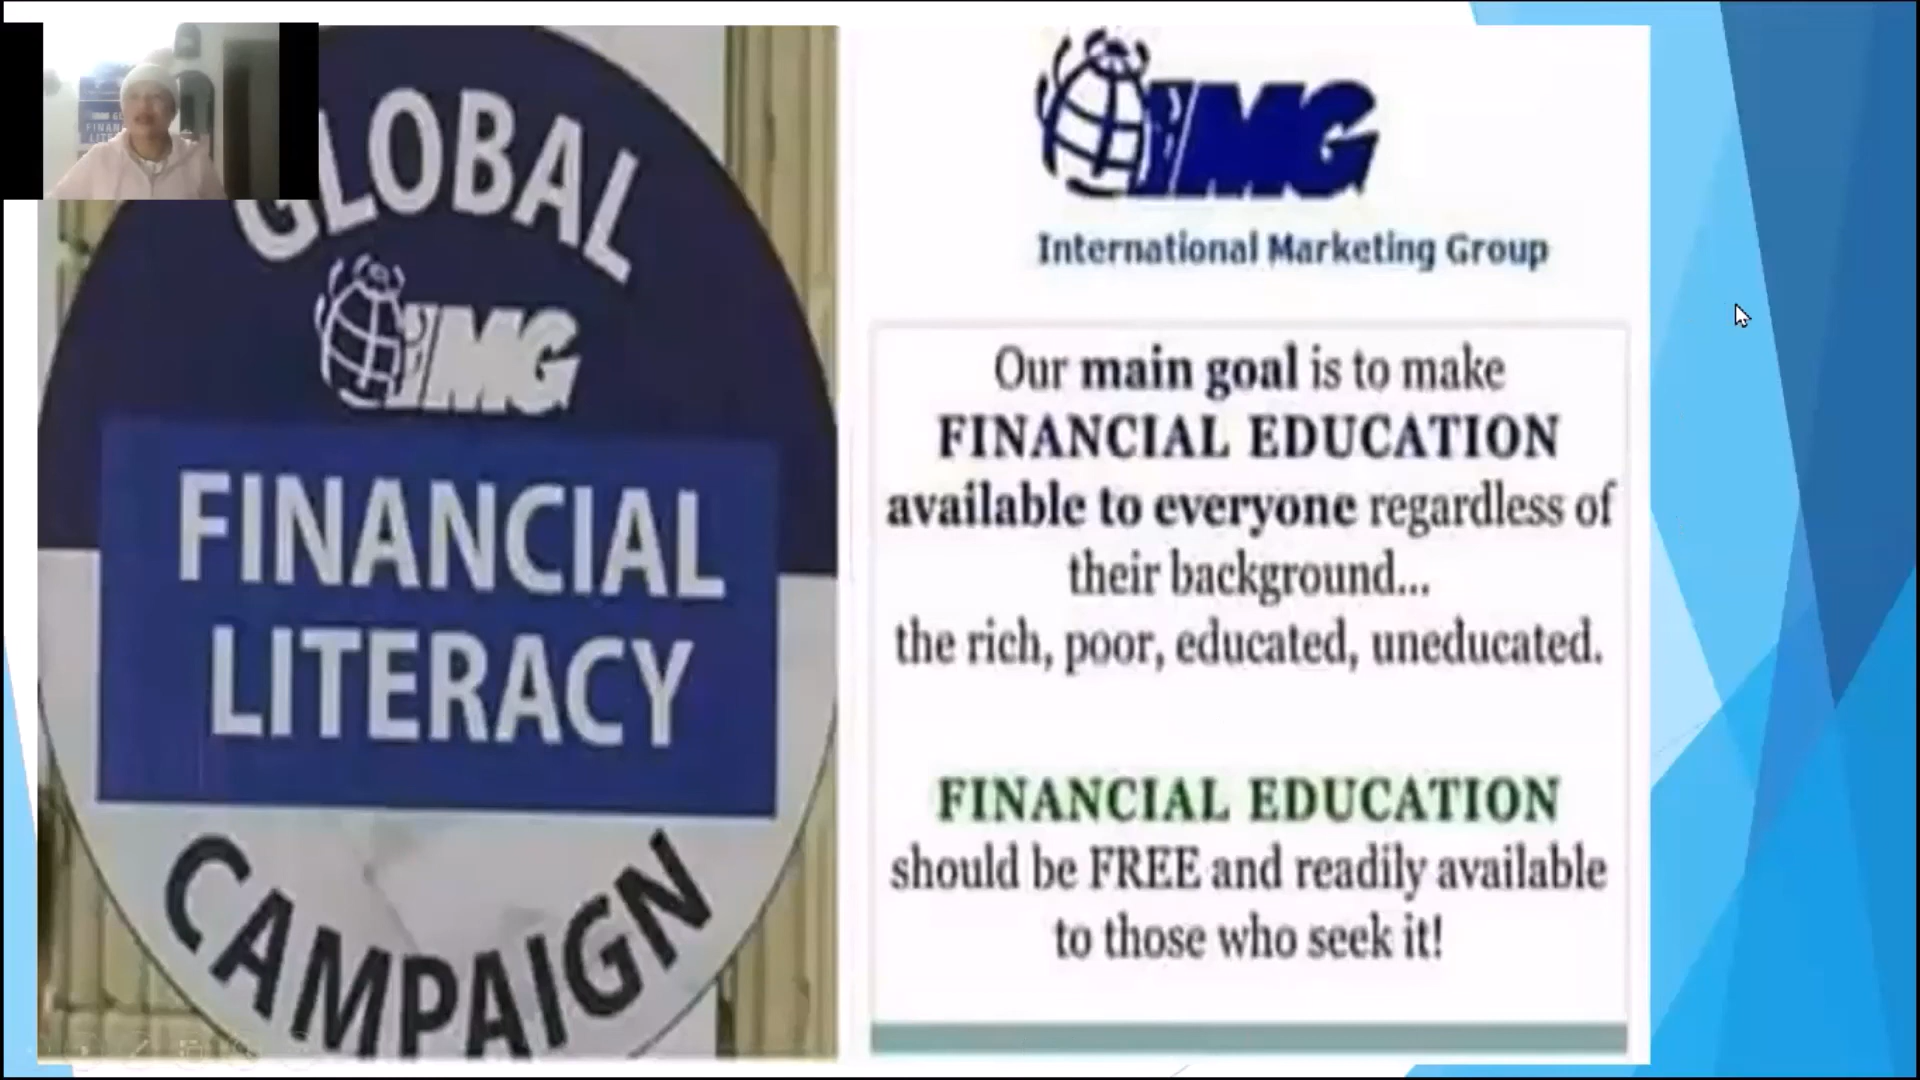 GLOBAL
IMG
FINANCIAL
LITERACY
CAMPAIGN
IMG
International Marketing Group
Our main goal is to make
FINANCIAL EDUCATION
available to everyone regardless of
their background...
the rich, poor, educated, uneducated.
FINANCIAL EDUCATION
should be FREE and readily available
to those who seek it!